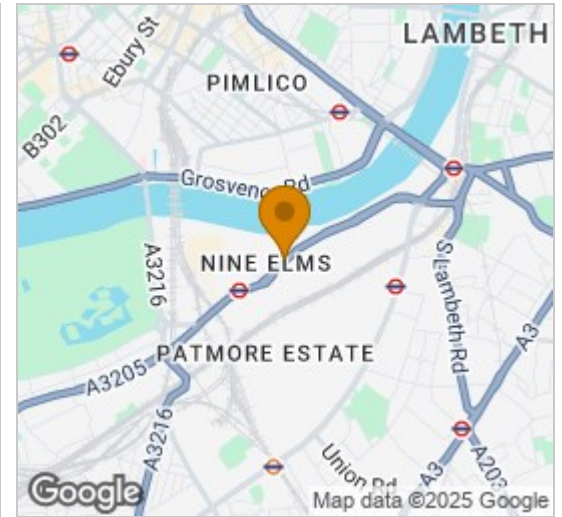 LAMBETH
Ebury St
PIMLICO
B302
Grosvenor Rd
A3216
NINE ELMS
S Lambeth Rd
PATMORE ESTATE
A3
A3205
A3216
Union Rd
A3
A203
Google
Map data ©2025 Google